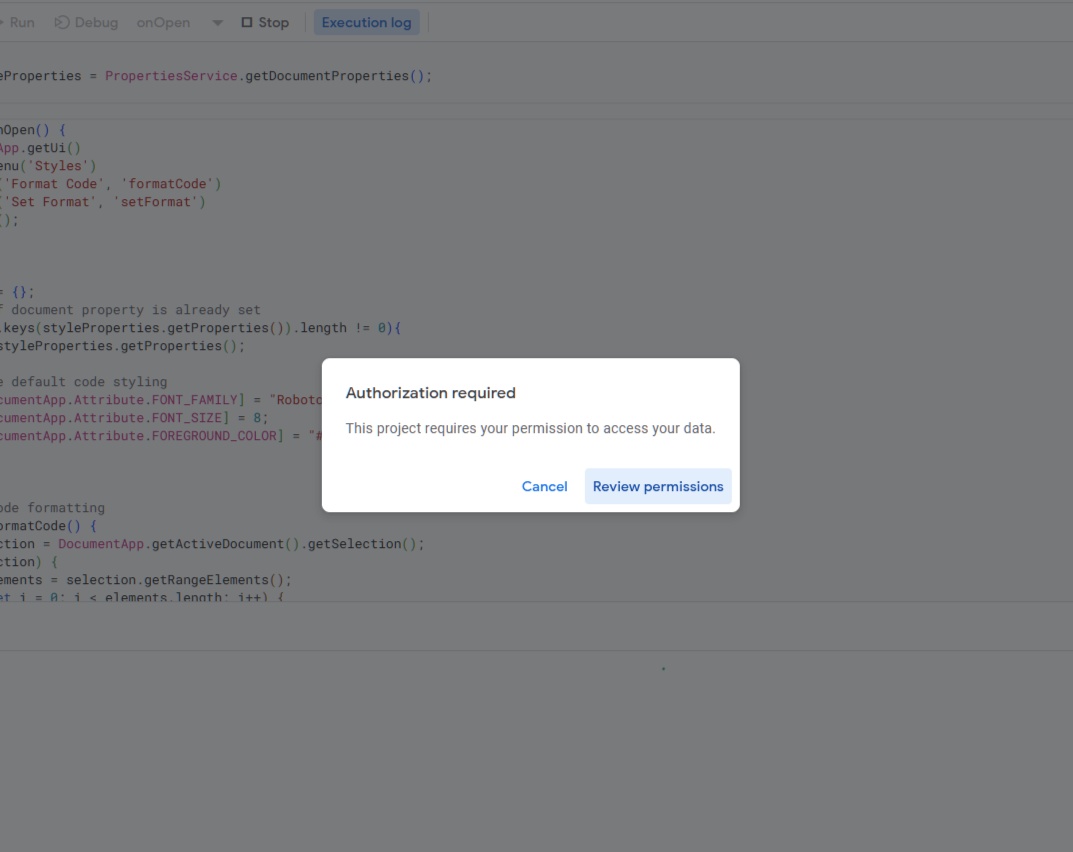 Run Debug onOpen Stop Execution log
Properties = PropertiesService.getDocumentProperties();
nOpen() {
App.getUi()
enu('Styles')
('Format Code', 'formatCode')
('Set Format', 'setFormat')
();
= {};
f document property is already set
.keys(styleProperties.getProperties()).length != 0){
styleProperties.getProperties();
e default code styling
cumentApp.Attribute.FONT_FAMILY] = "Roboto
cumentApp.Attribute.FONT_SIZE] = 8;
cumentApp.Attribute.FOREGROUND_COLOR] = "#
Authorization required
This project requires your permission to access your data.
Cancel Review permissions
ode formatting
ormatCode() {
ction = DocumentApp.getActiveDocument().getSelection();
ction) {
ements = selection.getRangeElements();
et i = 0; i < elements.length; i++) {